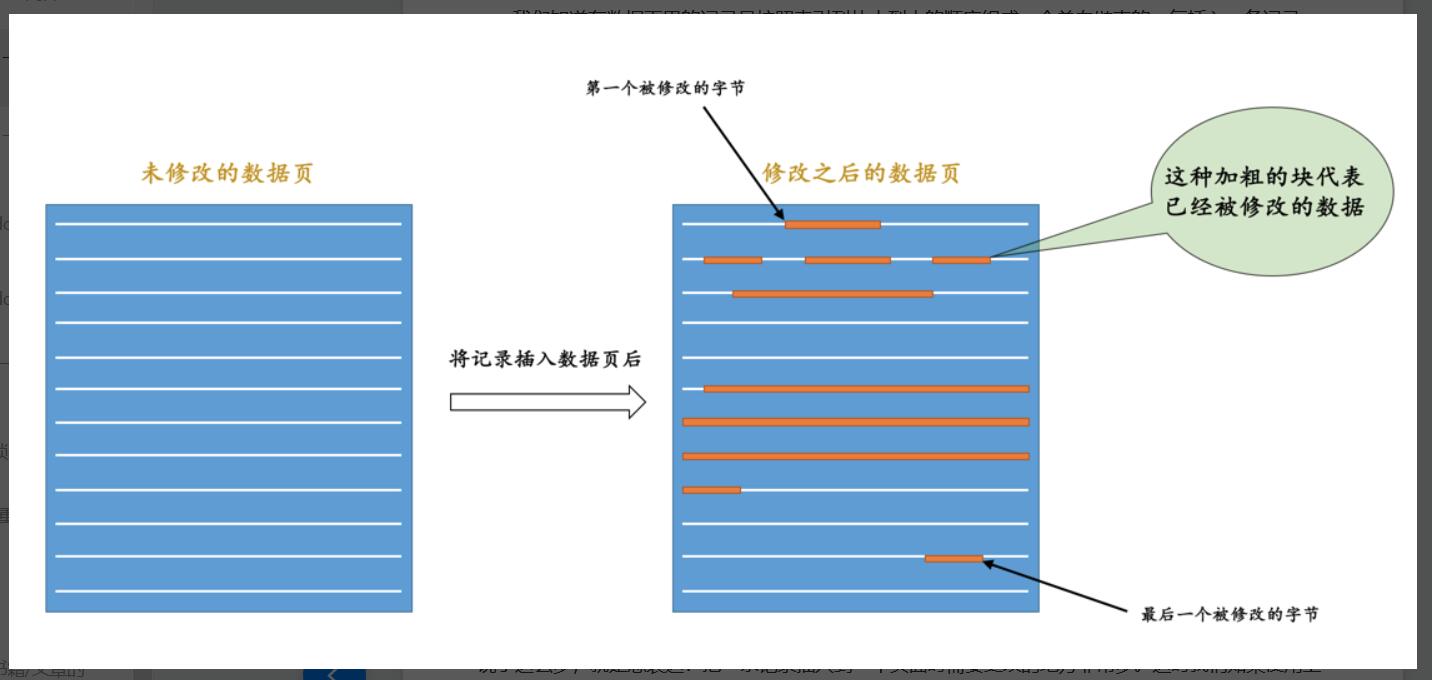 第一个被修改的字节
未修改的数据页
修改之后的数据页
这种加粗的块代表
已经被修改的数据
将记录插入数据页后
最后一个被修改的字节